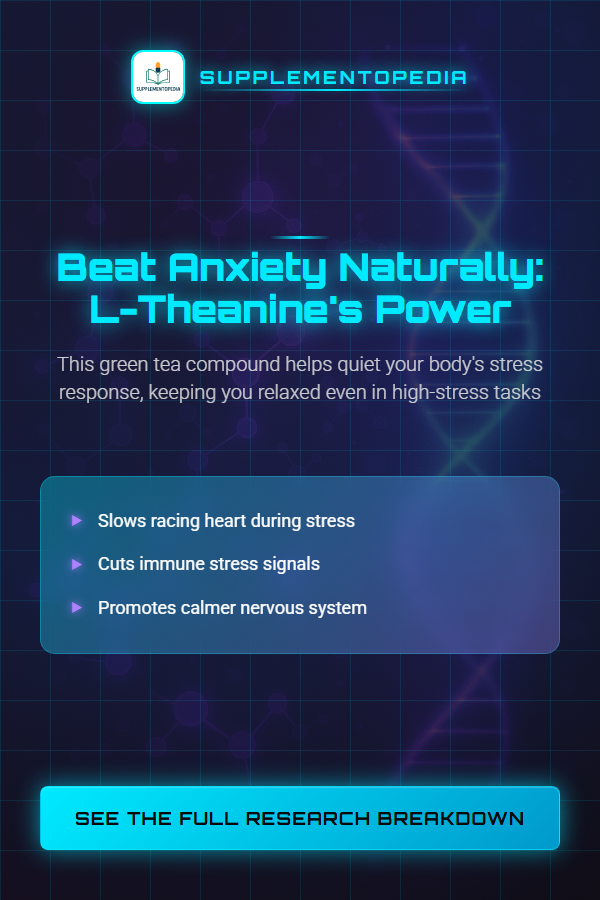 SUPPLEMENTOPEDIA
SUPPLEMENTOPEDIA
Beat Anxiety Naturally:
L-Theanine's Power
This green tea compound helps quiet your body's stress
response, keeping you relaxed even in high-stress tasks
Slows racing heart during stress
Cuts immune stress signals
Promotes calmer nervous system
SEE THE FULL RESEARCH BREAKDOWN